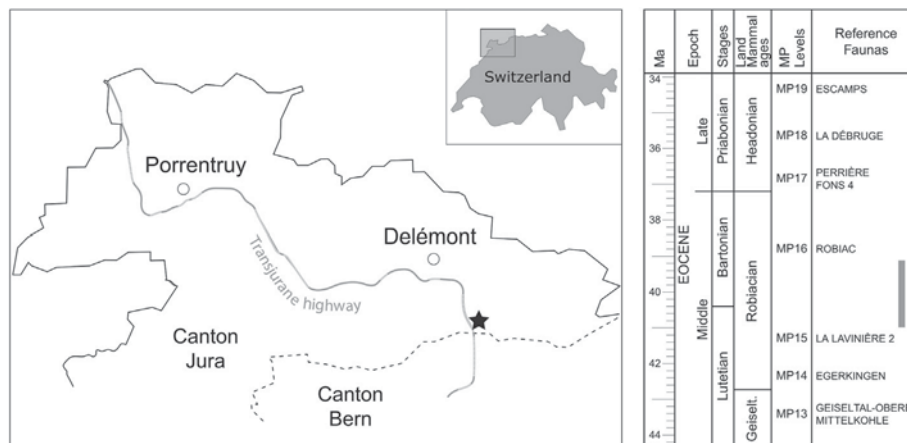 Switzerland
Porrentruy
Delémont
Transjurane highway
Canton
Jura
Canton
Bern
Ma
Epoch
Stages
Land
Mammal
ages
MP
Levels
Reference
Faunas
34
36
38
40
42
44
EOCENE
Late
Middle
Priabonian
Bartonian
Lutetian
Headonian
Robiacian
Geiselt.
MP19 ESCAMPS
MP18 LA DÉBRUGE
MP17 PERRIÈRE
FONS 4
MP16 ROBIAC
MP15 LA LAVINIÈRE 2
MP14 EGERKINGEN
MP13 GEISELTAL-OBERE
MITTELKOHLE